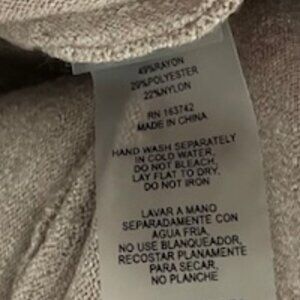 49%RAYON
29%POLYESTER
22%NYLON
RN 163742
MADE IN CHINA
HAND WASH SEPARATELY
IN COLD WATER,
DO NOT BLEACH,
LAY FLAT TO DRY,
DO NOT IRON
LAVAR A MANO
SEPARADAMENTE CON
AGUA FRIA,
NO USE BLANQUEADOR,
RECOSTAR PLANAMENTE
PARA SECAR,
NO PLANCHE